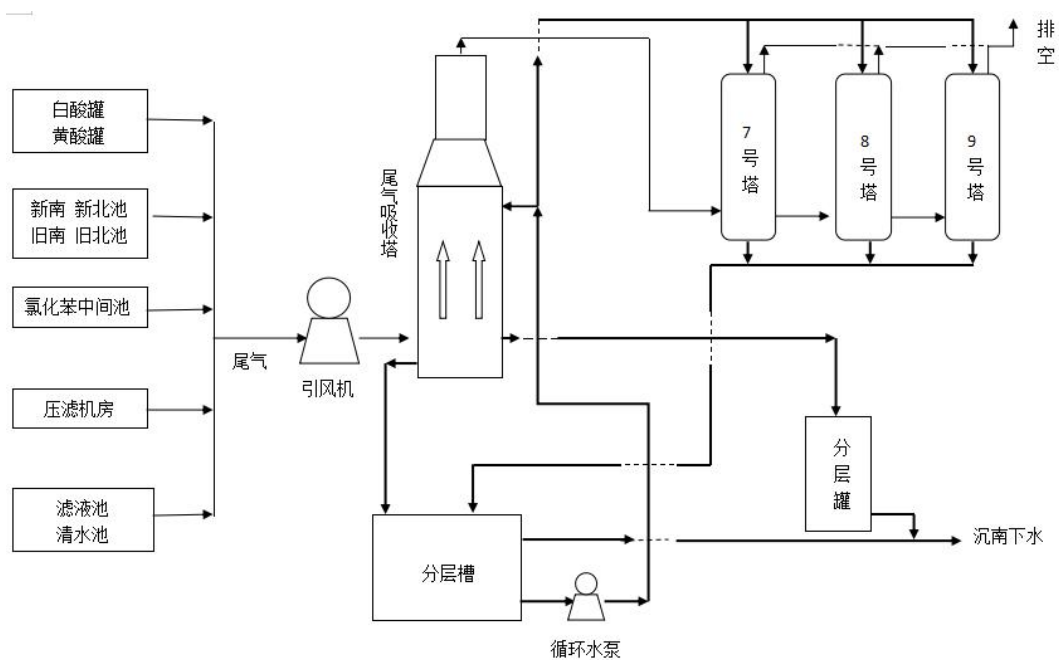 排空
白酸罐
黄酸罐
尾气吸收塔
7号塔
8号塔
9号塔
新南 新北池
旧南 旧北池
氯化苯中间池
尾气
引风机
压滤机房
分层罐
滤液池
清水池
沉南下水
分层槽
循环水泵